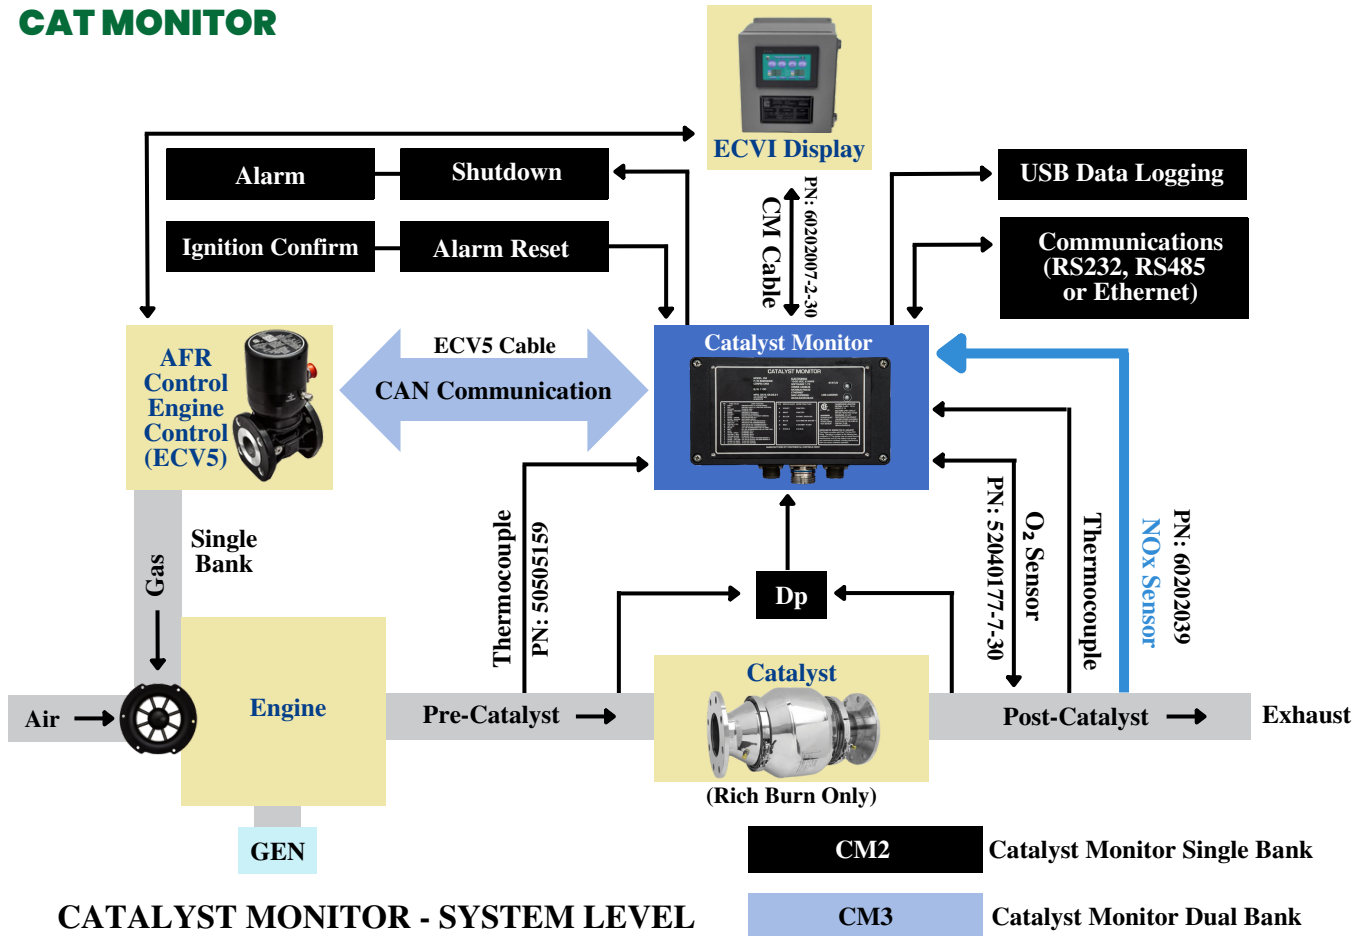 CAT MONITOR
ECVI Display
Alarm
Shutdown
Ignition Confirm
Alarm Reset
PN: 60202007-2-30
CM Cable
USB Data Logging
Communications
(RS232, RS485
or Ethernet)
AFR
Control
Engine
Control
(ECV5)
ECV5 Cable
CAN Communication
Catalyst Monitor
CATALYST MONITOR
Single
Bank
Gas
Thermocouple
PN: 50505159
Dp
PN: 52040177-7-30
O₂ Sensor
Thermocouple
NOx Sensor
PN: 60202039
Air
Engine
Pre-Catalyst
Catalyst
Post-Catalyst
Exhaust
(Rich Burn Only)
GEN
CM2
Catalyst Monitor Single Bank
CM3
Catalyst Monitor Dual Bank
CATALYST MONITOR - SYSTEM LEVEL